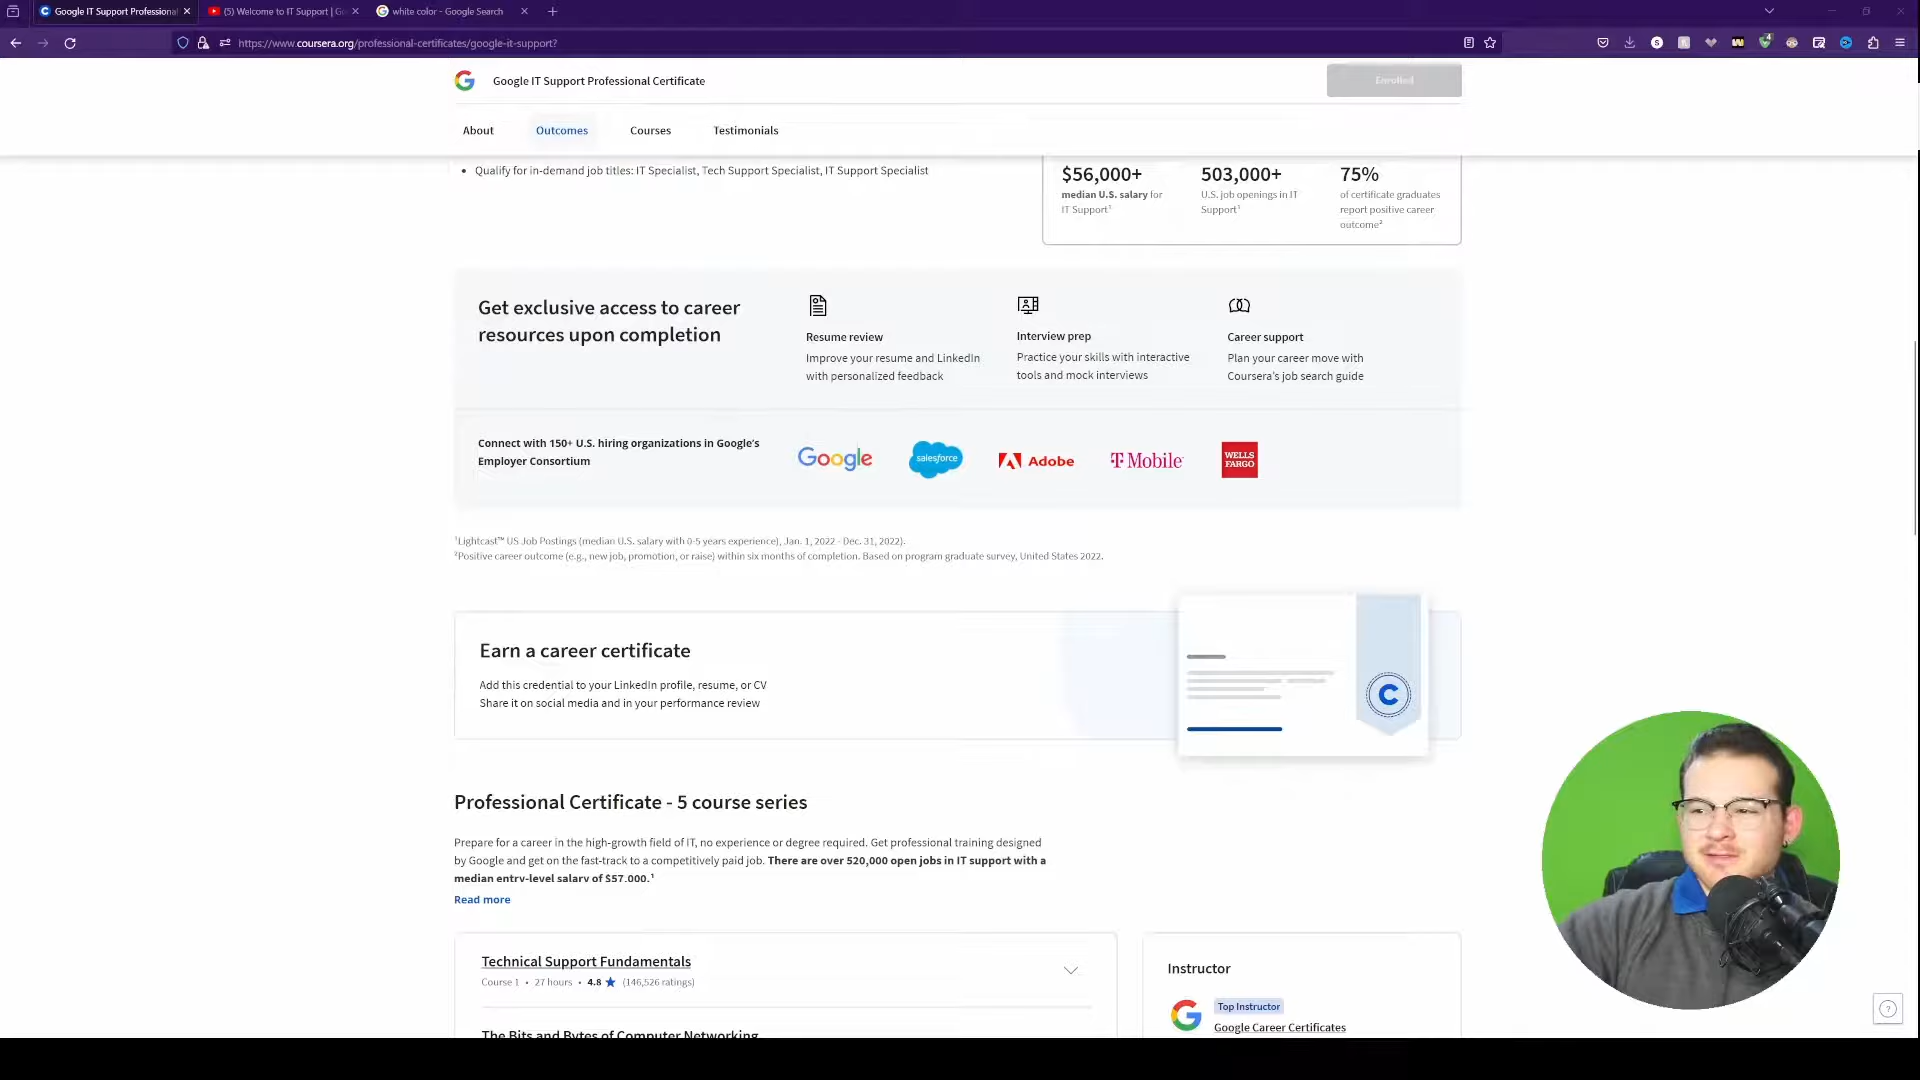 Google IT Support Professional
(5) Welcome to IT Support | Go
white color - Google Search
https://www.coursera.org/professional-certificates/google-it-support?
Google IT Support Professional Certificate
Enrolled
About
Outcomes
Courses
Testimonials
• Qualify for in-demand job titles: IT Specialist, Tech Support Specialist, IT Support Specialist
$56,000+
median U.S. salary for
IT Support¹
503,000+
U.S. job openings in IT
Support¹
75%
of certificate graduates
report positive career
outcome²
Get exclusive access to career
resources upon completion
Resume review
Improve your resume and LinkedIn
with personalized feedback
Interview prep
Practice your skills with interactive
tools and mock interviews
Career support
Plan your career move with
Coursera's job search guide
Connect with 150+ U.S. hiring organizations in Google's
Employer Consortium
Google
salesforce
Adobe
T Mobile
WELLS
FARGO
¹Lightcast™ US Job Postings (median U.S. salary with 0-5 years experience), Jan. 1, 2022 - Dec. 31, 2022).
²Positive career outcome (e.g., new job, promotion, or raise) within six months of completion. Based on program graduate survey, United States 2022.
Earn a career certificate
Add this credential to your LinkedIn profile, resume, or CV
Share it on social media and in your performance review
C
Professional Certificate - 5 course series
Prepare for a career in the high-growth field of IT, no experience or degree required. Get professional training designed
by Google and get on the fast-track to a competitively paid job. There are over 520,000 open jobs in IT support with a
median entry-level salary of $57,000.¹
Read more
Technical Support Fundamentals
Course 1 • 27 hours • 4.8 ★ (146,526 ratings)
The Bits and Bytes of Computer Networking
Instructor
Top Instructor
Google Career Certificates